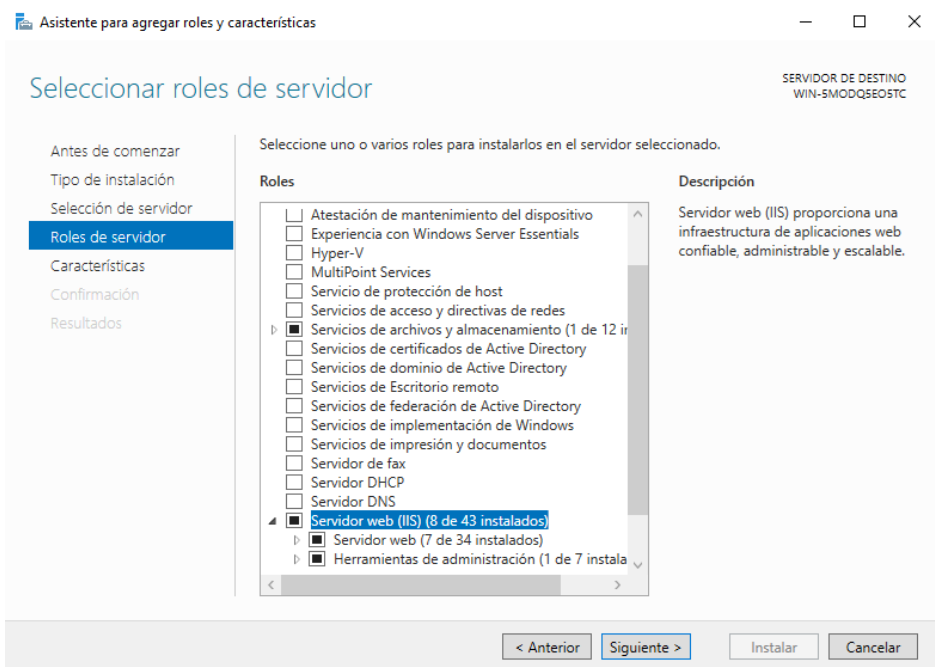 Asistente para agregar roles y características
Seleccionar roles de servidor
SERVIDOR DE DESTINO
WIN-5MODQ5EO5TC
Antes de comenzar
Tipo de instalación
Selección de servidor
Roles de servidor
Características
Confirmación
Resultados
Seleccione uno o varios roles para instalarlos en el servidor seleccionado.
Roles
Atestación de mantenimiento del dispositivo
Experiencia con Windows Server Essentials
Hyper-V
MultiPoint Services
Servicio de protección de host
Servicios de acceso y directivas de redes
Servicios de archivos y almacenamiento (1 de 12 in
Servicios de certificados de Active Directory
Servicios de dominio de Active Directory
Servicios de Escritorio remoto
Servicios de federación de Active Directory
Servicios de implementación de Windows
Servicios de impresión y documentos
Servidor de fax
Servidor DHCP
Servidor DNS
Servidor web (IIS) (8 de 43 instalados)
Servidor web (7 de 34 instalados)
Herramientas de administración (1 de 7 instala
Descripción
Servidor web (IIS) proporciona una
infraestructura de aplicaciones web
confiable, administrable y escalable.
< Anterior
Siguiente >
Instalar
Cancelar